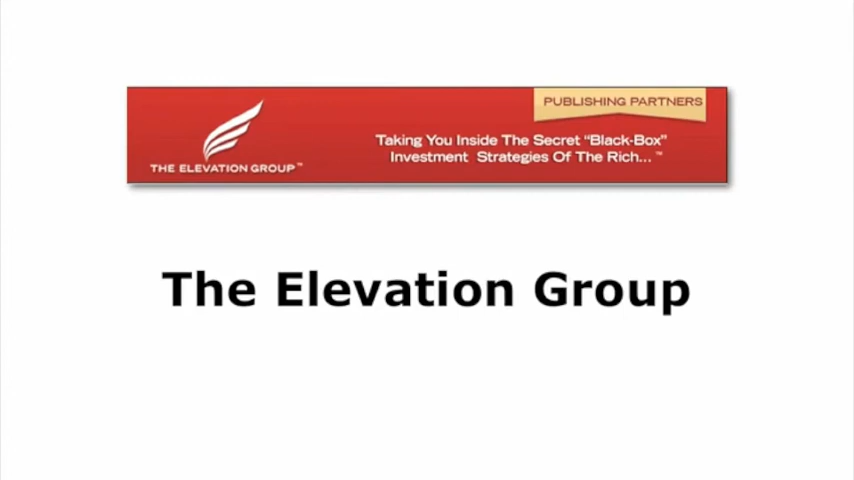 PUBLISHING PARTNERS
Taking You Inside The Secret "Black-Box"
Investment Strategies Of The Rich... ™
THE ELEVATION GROUP™
The Elevation Group